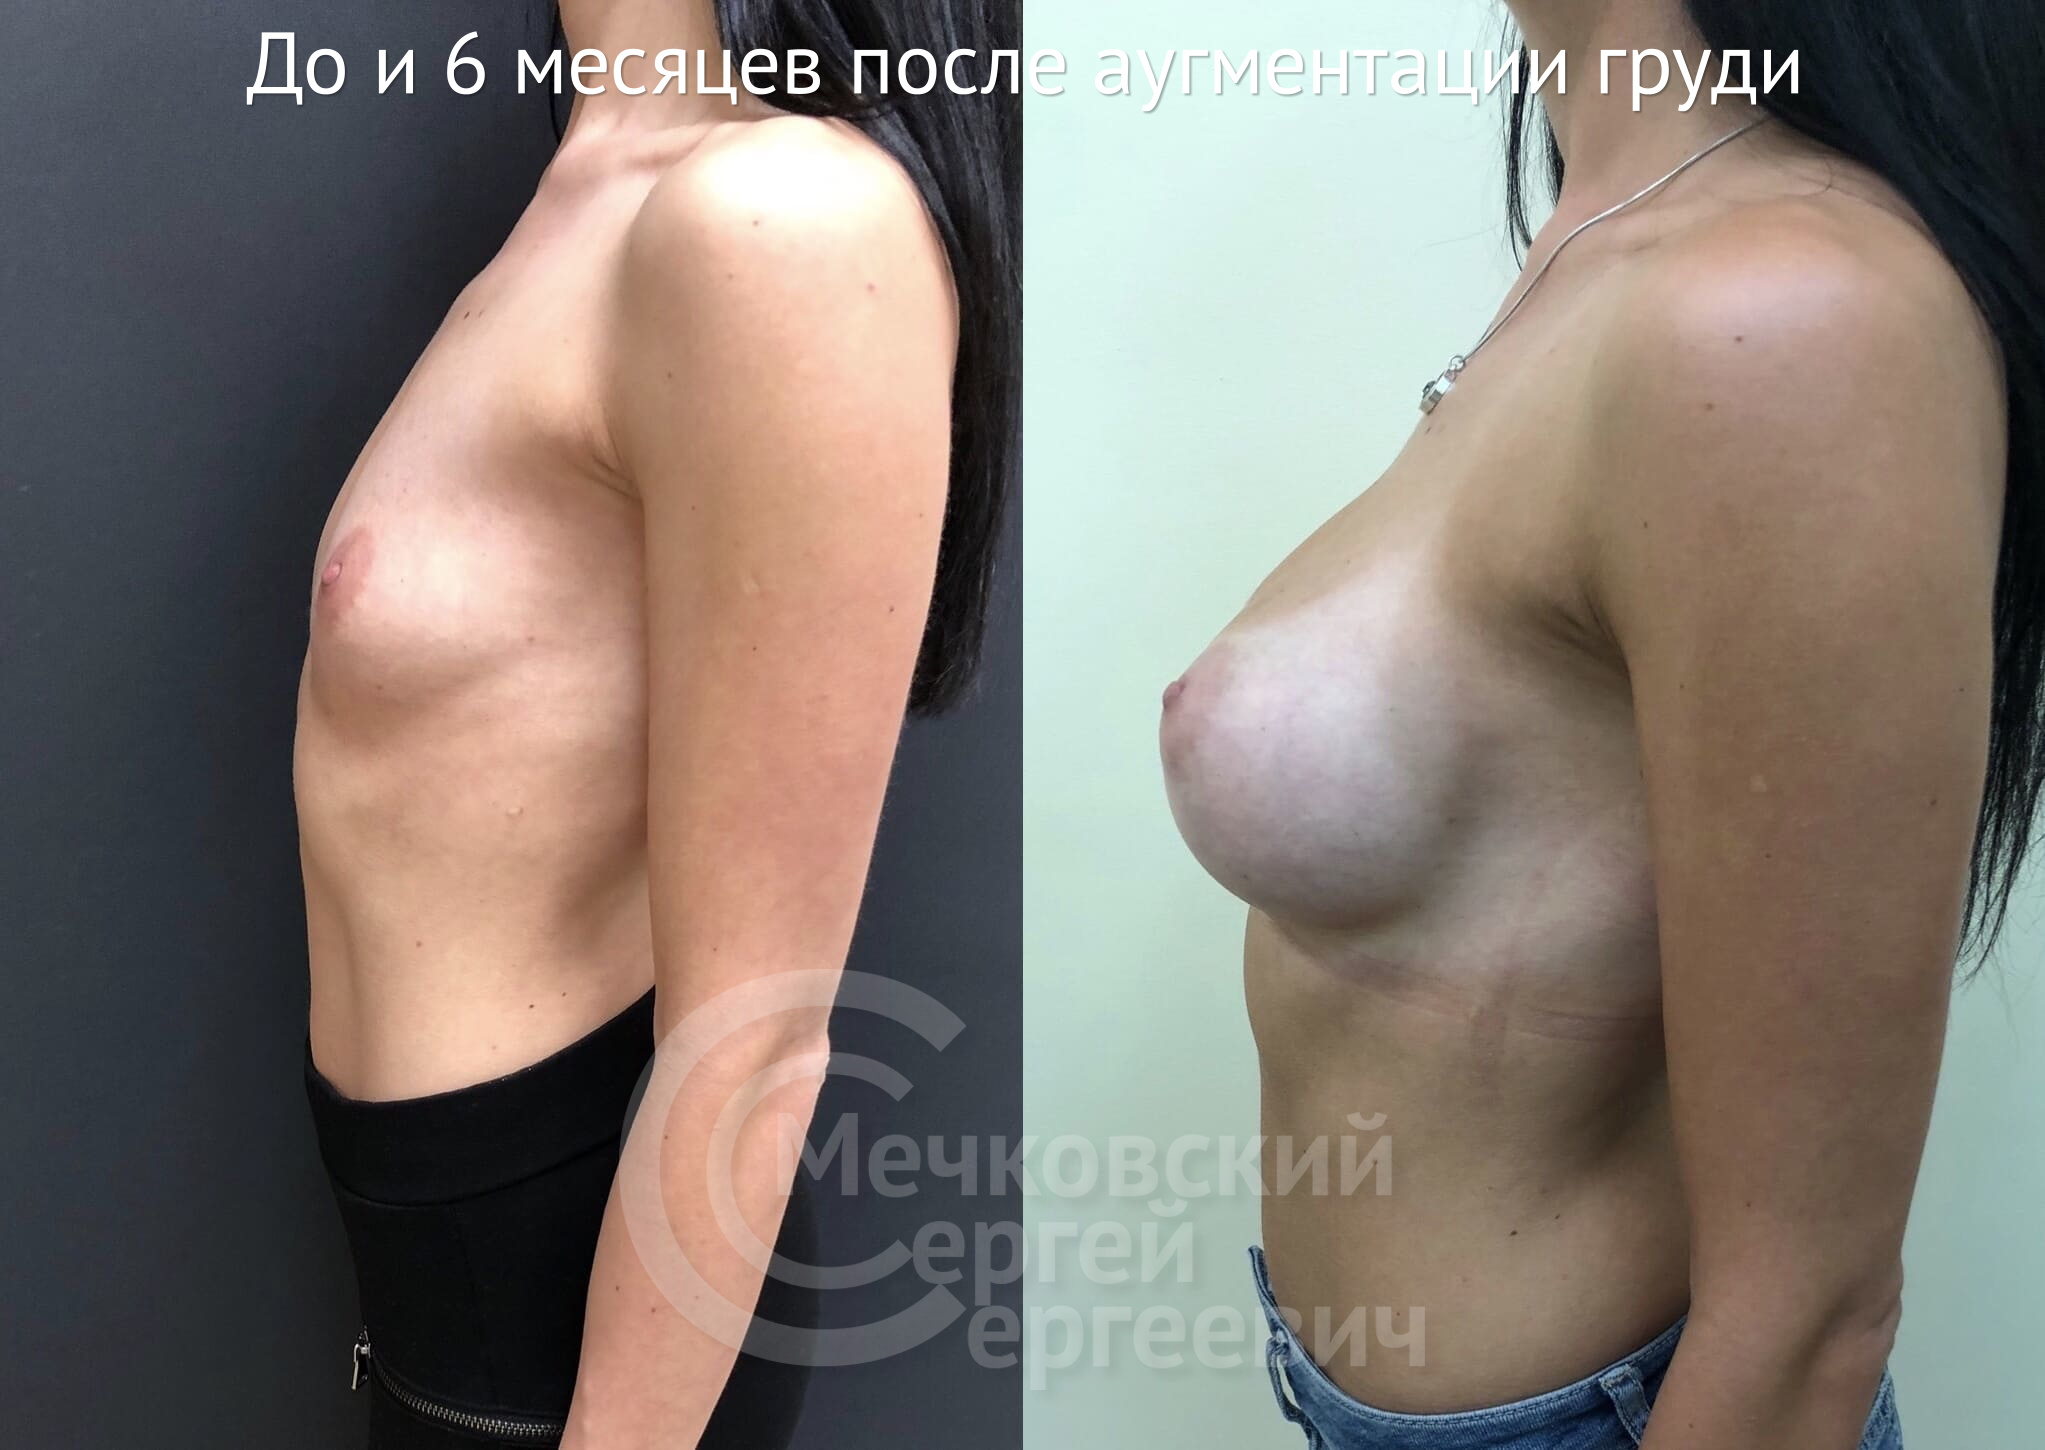 До и 6 месяцев после аугментации груди
Мечковский
Сергей
Сергеевич